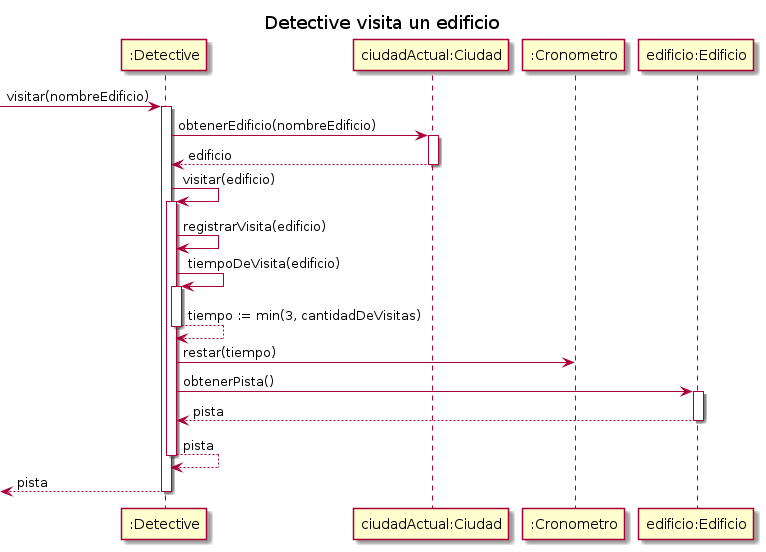 Detective visita un edificio
:Detective
ciudadActual:Ciudad
:Cronometro
edificio:Edificio
visitar(nombreEdificio)
obtenerEdificio(nombreEdificio)
edificio
visitar(edificio)
registrarVisita(edificio)
tiempoDeVisita(edificio)
tiempo := min(3, cantidadDeVisitas)
restar(tiempo)
obtenerPista()
pista
pista
pista
:Detective
ciudadActual:Ciudad
:Cronometro
edificio:Edificio